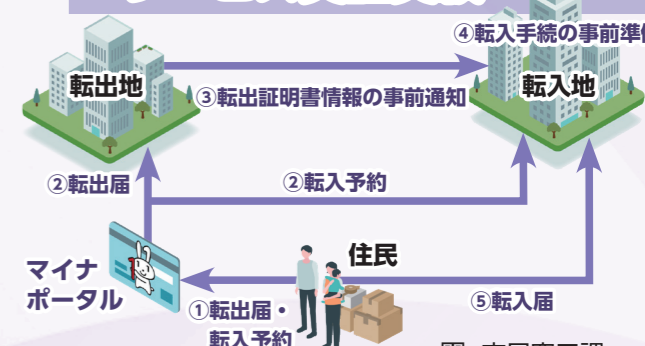 ④転入手続の事前準備
転出地
転入地
③転出証明書情報の事前通知
②転出届
②転入予約
住民
マイナ
ポータル
①転出届・
転入予約
⑤転入届